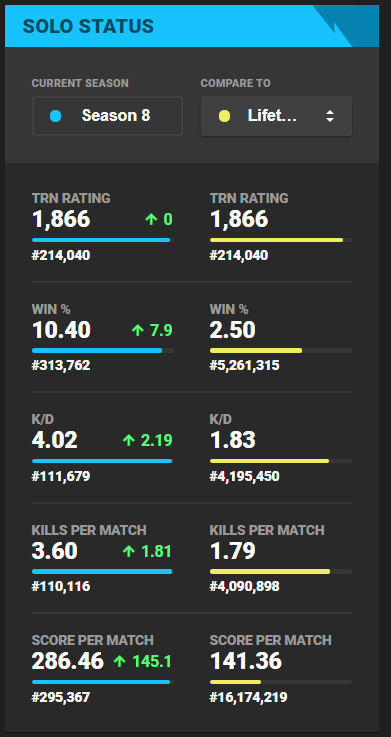 SOLO STATUS
CURRENT SEASON COMPARE TO
Season 8 Lifet...
TRN RATING TRN RATING
1,866 ↑ 0 1,866
#214,040 #214,040
WIN % WIN %
10.40 ↑ 7.9 2.50
#313,762 #5,261,315
K/D K/D
4.02 ↑ 2.19 1.83
#111,679 #4,195,450
KILLS PER MATCH KILLS PER MATCH
3.60 ↑ 1.81 1.79
#110,116 #4,090,898
SCORE PER MATCH SCORE PER MATCH
286.46 ↑ 145.1 141.36
#295,367 #16,174,219